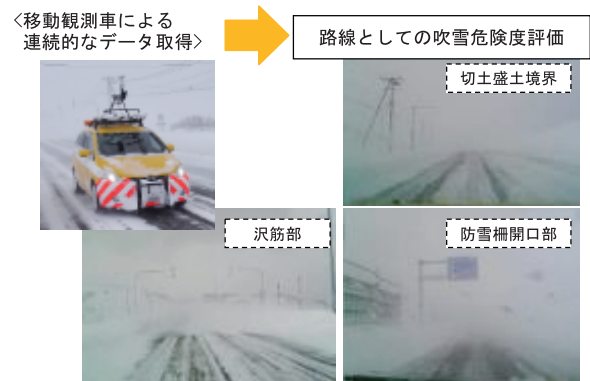 <移動観測車による
連続的なデータ取得>
路線としての吹雪危険度評価
切土盛土境界
沢筋部
防雪柵開口部